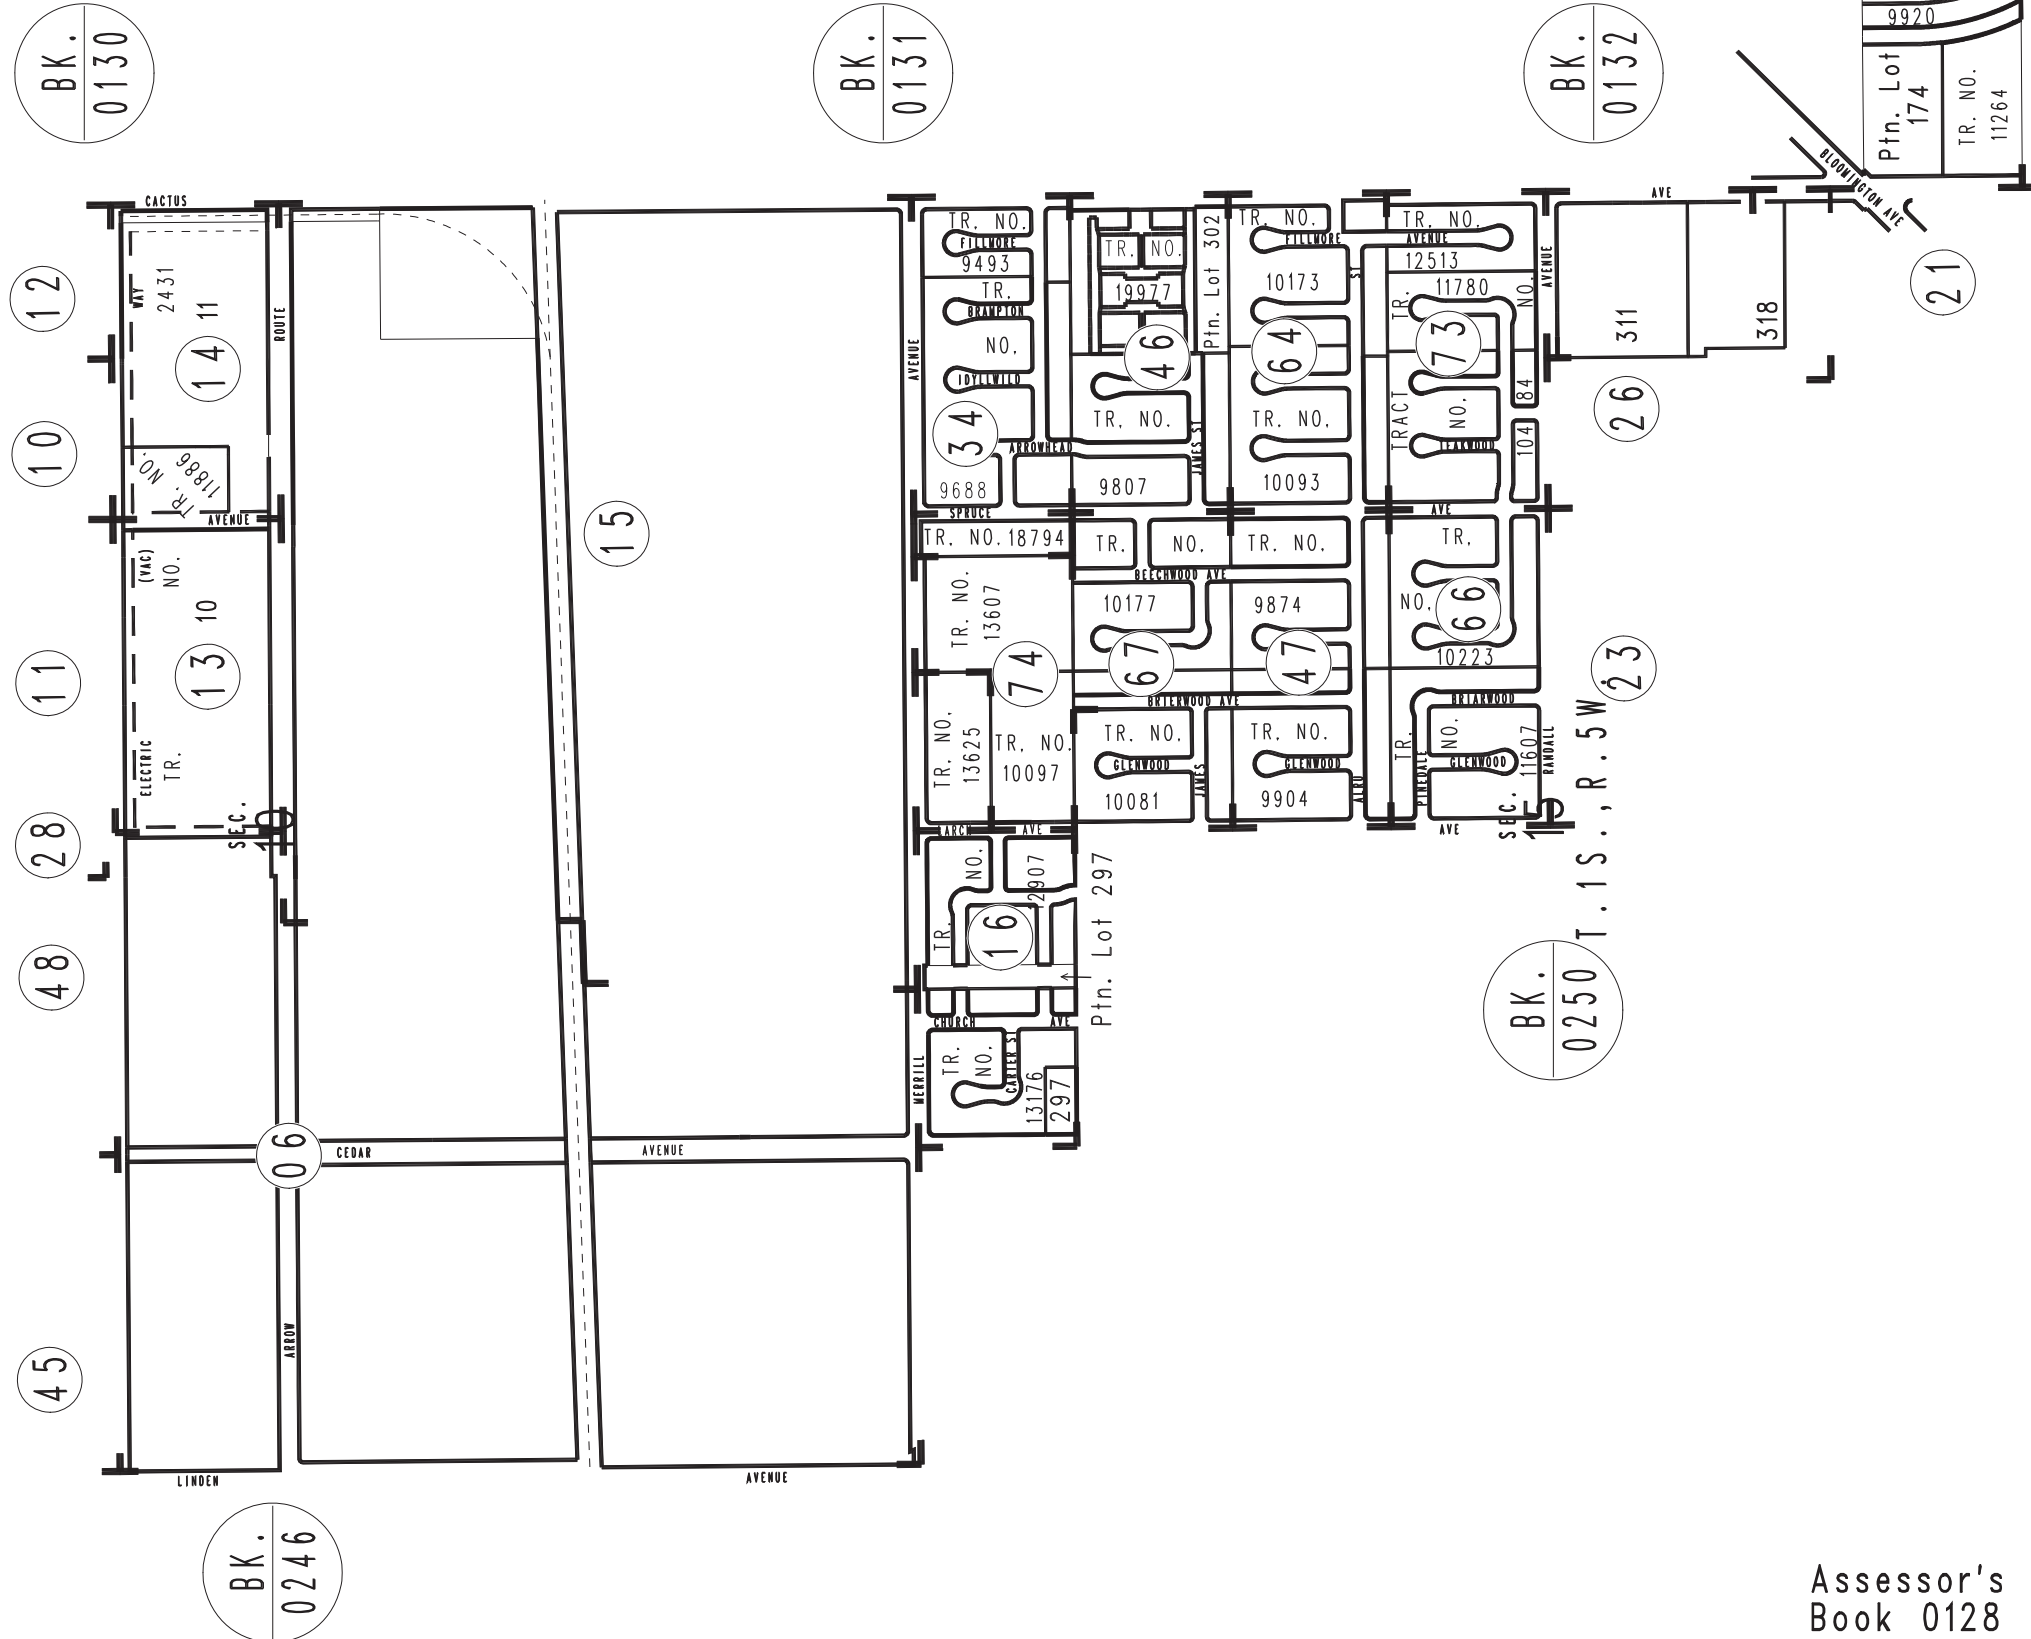 BK.
0130
BK.
0131
BK.
0132
9920
Ptn. Lot
174
TR. NO.
11264
BLOOMINGTON AVE
CACTUS
AVE
12
WAY
2431
11
14
ROUTE
10
TR. NO.
11886
AVENUE
(VAC)
NO.
10
13
11
ELECTRIC
TR.
SEC.
28
48
45
15
AVENUE
TR. NO.
FILLMORE
9493
TR.
BRAMPTON
NO.
IDYLLWILD
34
ARROWHEAD
9688
SPRUCE
TR. NO.
19977
46
TR. NO.
9807
JAMES ST
Ptn. Lot 302
TR. NO.
FILLMORE
10173
64
TR. NO.
10093
ST
TR. NO.
AVENUE
12513
11780
TR.
NO.
73
84
TRACT
NO.
TEAKWOOD
104
AVE
AVENUE
311
318
21
26
TR. NO. 18794
TR. NO.
13607
74
TR. NO.
13625
TR. NO.
10097
TR. NO.
BEECHWOOD AVE
10177
67
BRIERWOOD AVE
TR. NO.
GLENWOOD
10081
JAMES
TR. NO.
9874
47
TR. NO.
GLENWOOD
9904
ALRU
TR.
NO.
66
10223
BRIARWOOD
TR.
NO.
PINEDALE
GLENWOOD
11607
RANDALL
AVE
SEC.
23
T.1S.,R.5W.
LARCH AVE
TR. NO.
12907
16
Ptn. Lot 297
CHURCH AVE
TR.
NO.
CARTER ST
13176
297
MERRILL
06
CEDAR AVENUE
ARROW
LINDEN AVENUE
BK.
0250
BK.
0246
Assessor's
Book 0128